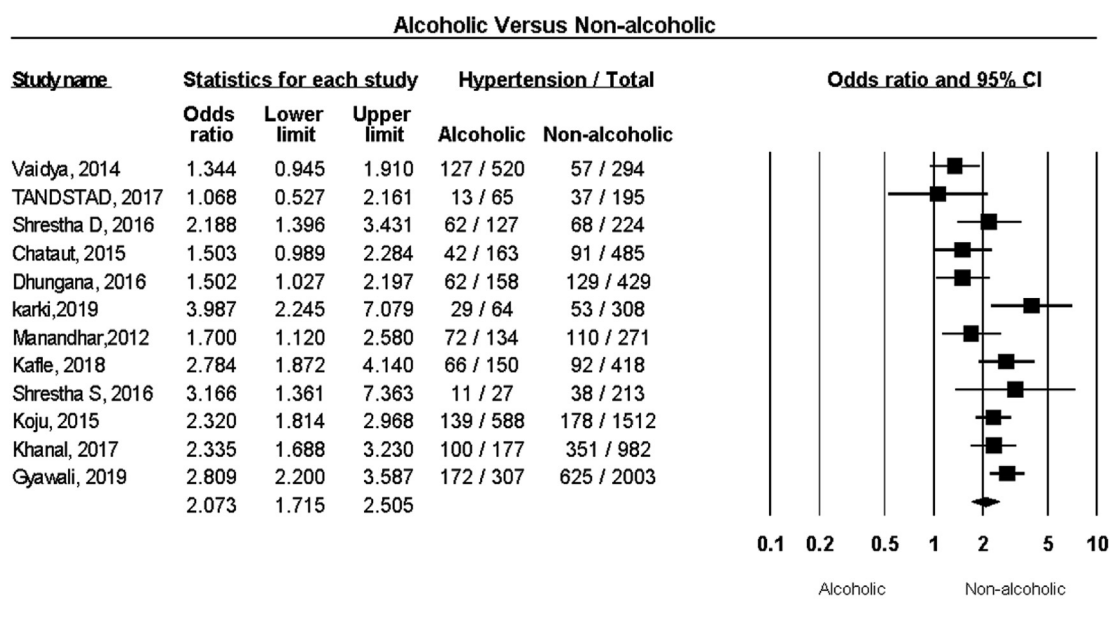 Alcoholic Versus Non-alcoholic
Study name Statistics for each study Hypertension / Total Odds ratio and 95% CI
Odds ratio Lower limit Upper limit Alcoholic Non-alcoholic
Vaidya, 2014 1.344 0.945 1.910 127 / 520 57 / 294
TANDSTAD, 2017 1.068 0.527 2.161 13 / 65 37 / 195
Shrestha D, 2016 2.188 1.396 3.431 62 / 127 68 / 224
Chataut, 2015 1.503 0.989 2.284 42 / 163 91 / 485
Dhungana, 2016 1.502 1.027 2.197 62 / 158 129 / 429
karki,2019 3.987 2.245 7.079 29 / 64 53 / 308
Manandhar,2012 1.700 1.120 2.580 72 / 134 110 / 271
Kafle, 2018 2.784 1.872 4.140 66 / 150 92 / 418
Shrestha S, 2016 3.166 1.361 7.363 11 / 27 38 / 213
Koju, 2015 2.320 1.814 2.968 139 / 588 178 / 1512
Khanal, 2017 2.335 1.688 3.230 100 / 177 351 / 982
Gyawali, 2019 2.809 2.200 3.587 172 / 307 625 / 2003
2.073 1.715 2.505
0.1 0.2 0.5 1 2 5 10
Alcoholic Non-alcoholic